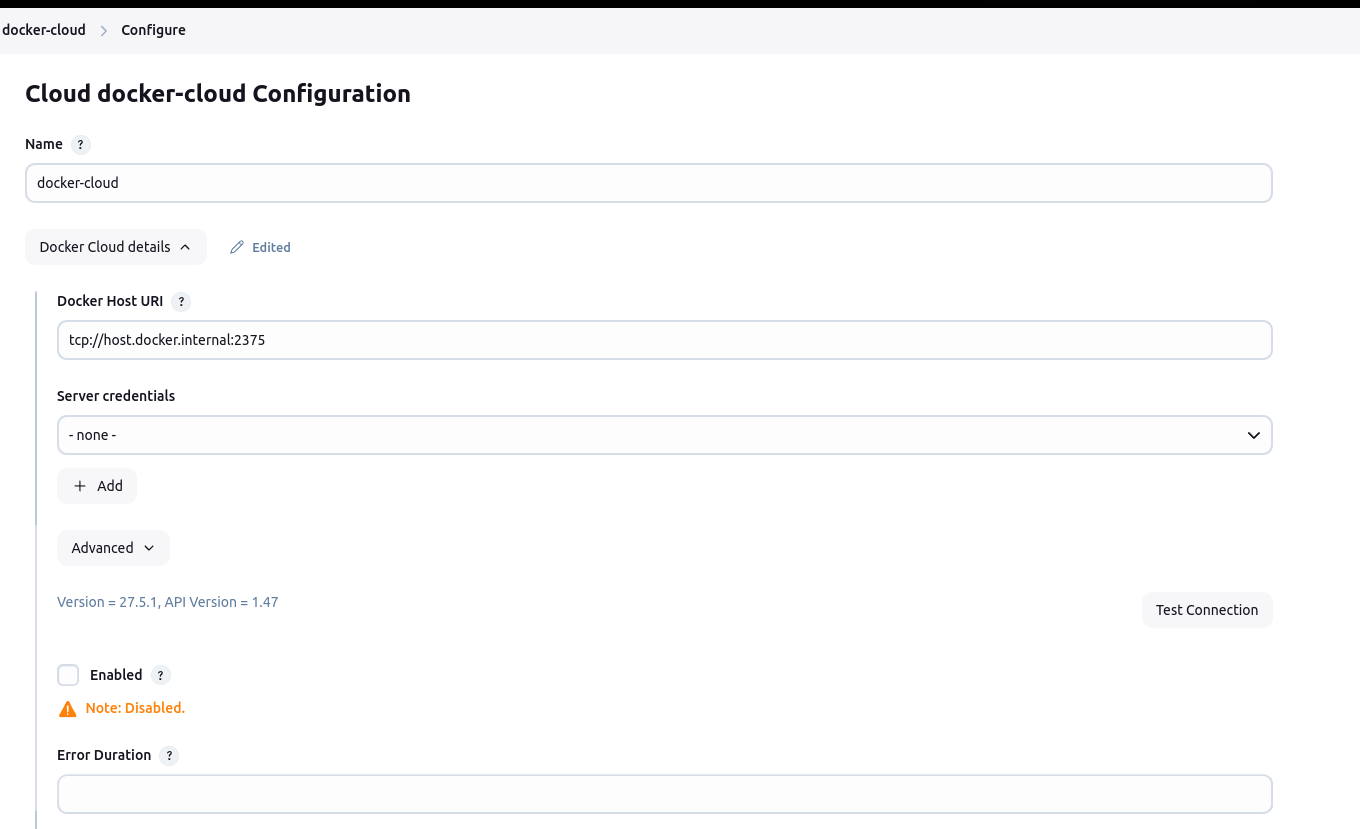 docker-cloud > Configure
Cloud docker-cloud Configuration
Name ?
docker-cloud
Docker Cloud details Edited
Docker Host URI ?
tcp://host.docker.internal:2375
Server credentials
- none -
+ Add
Advanced
Version = 27.5.1, API Version = 1.47
Test Connection
Enabled ?
Note: Disabled.
Error Duration ?